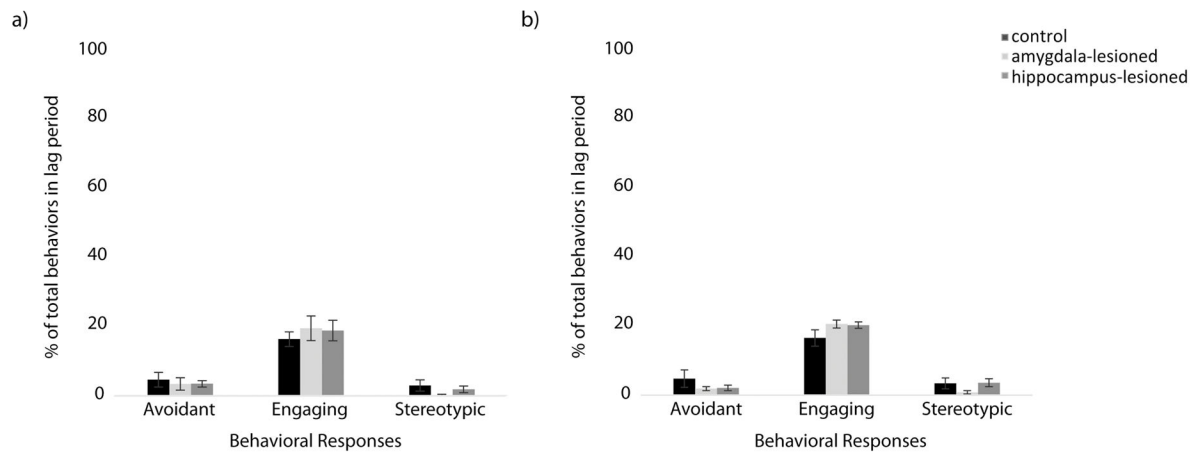 a)
% of total behaviors in lag period
100
80
60
40
20
0
Avoidant Engaging Stereotypic
Behavioral Responses
b)
% of total behaviors in lag period
100
80
60
40
20
0
Avoidant Engaging Stereotypic
Behavioral Responses
control
amygdala-lesioned
hippocampus-lesioned